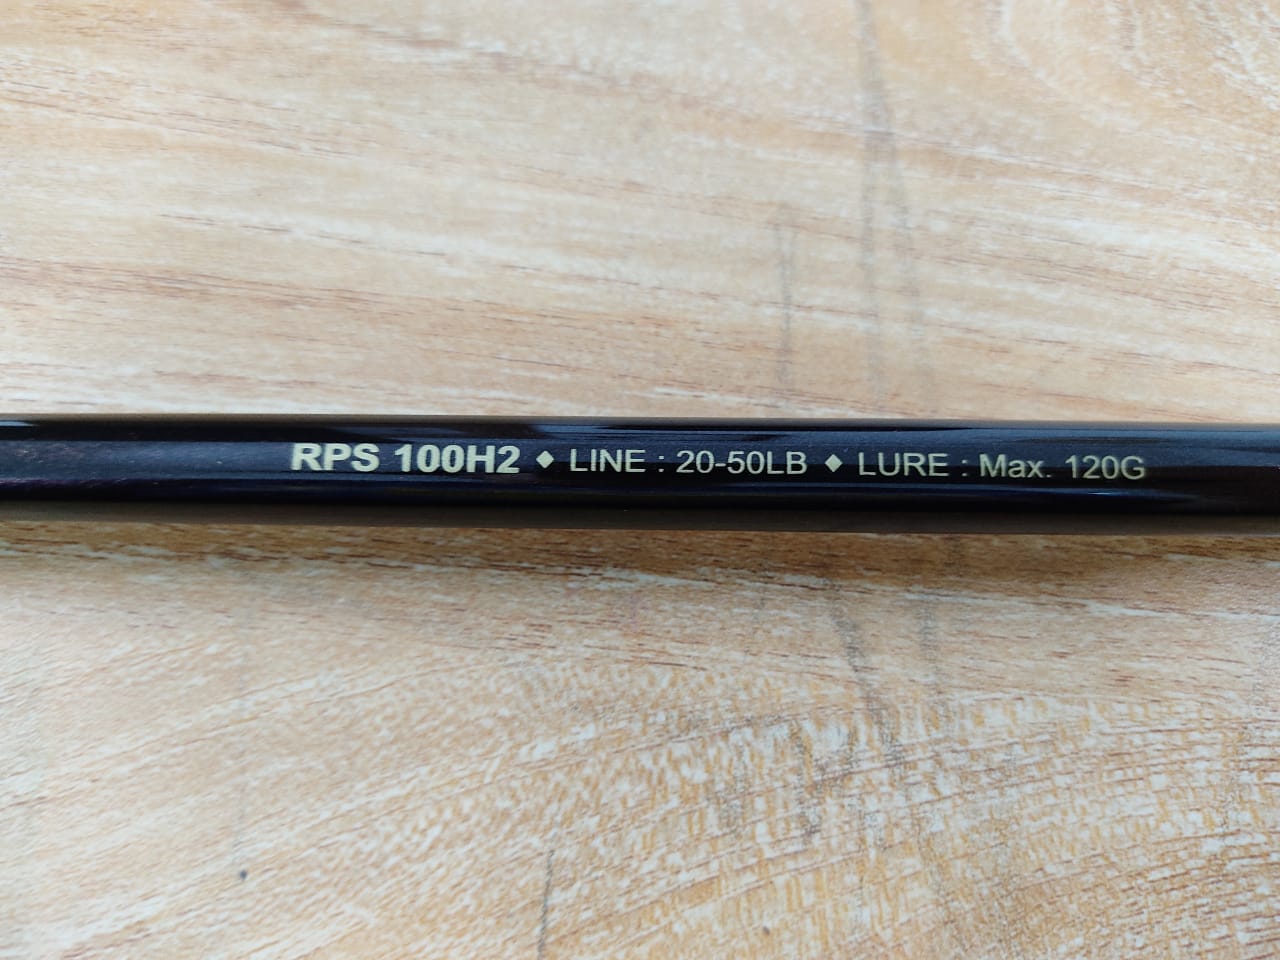 RPS 100H2 ♦ LINE : 20-50LB ♦ LURE : Max. 120G